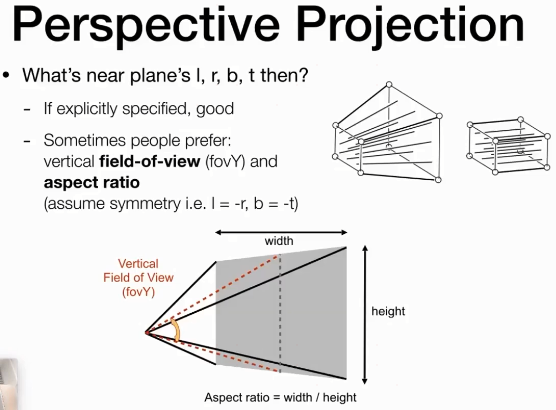 Perspective Projection
• What's near plane's l, r, b, t then?
- If explicitly specified, good
- Sometimes people prefer:
vertical field-of-view (fovY) and
aspect ratio
(assume symmetry i.e. l = -r, b = -t)
width
Vertical
Field of View
(fovY)
height
Aspect ratio = width / height